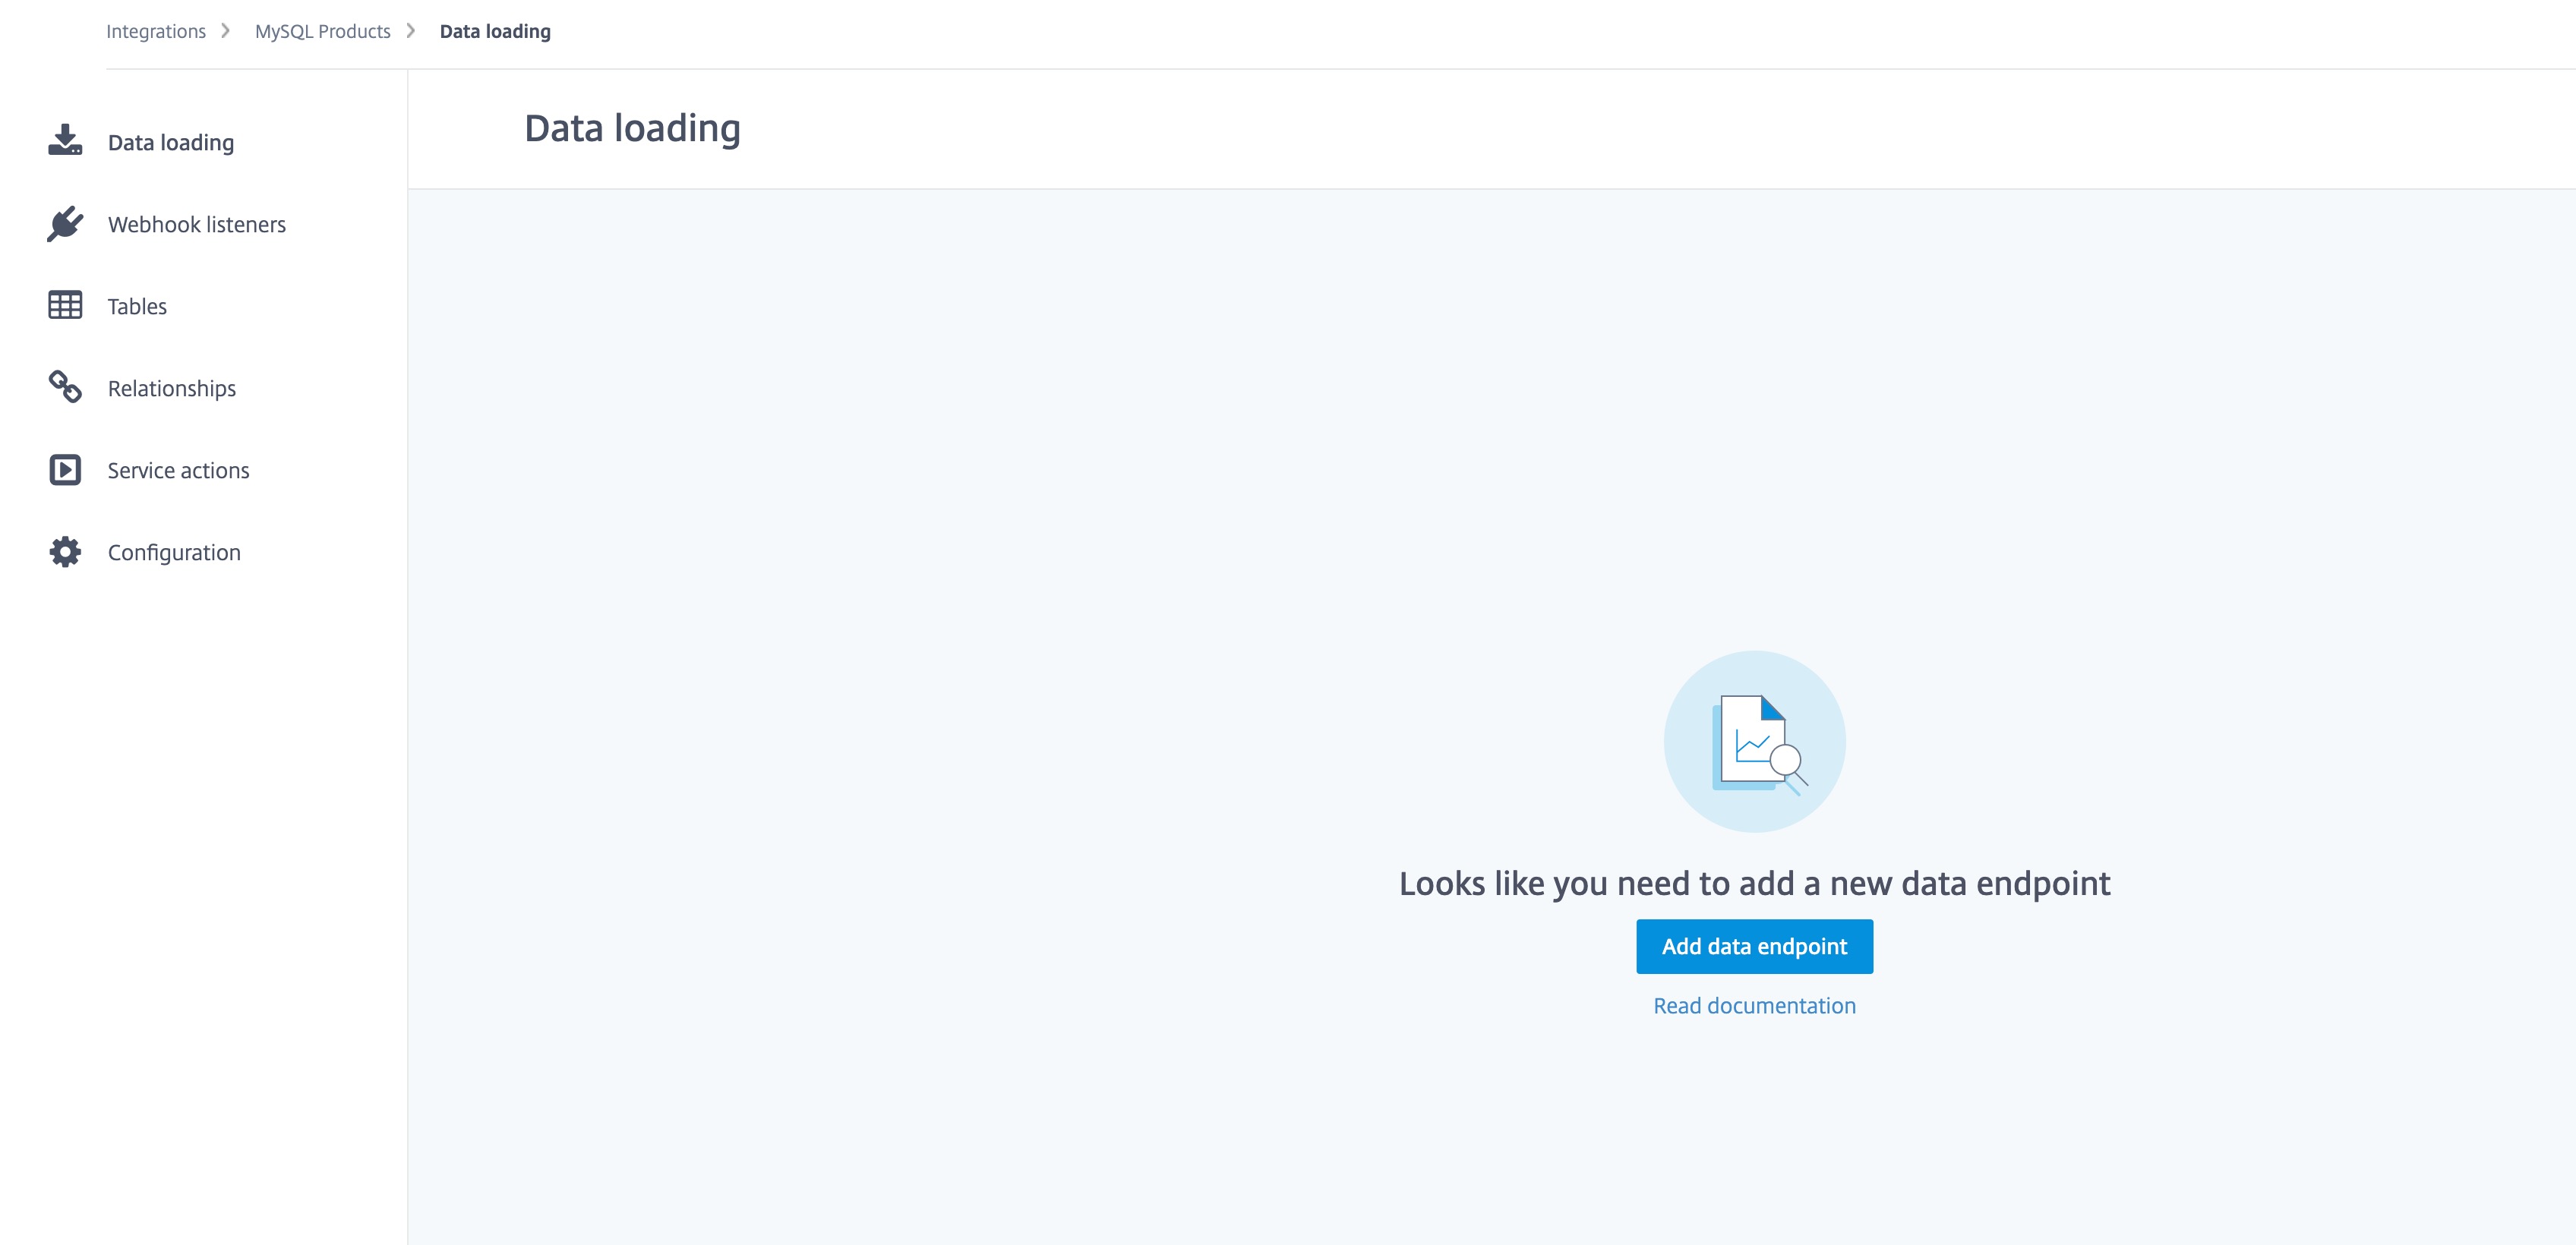 Integrations
MySQL Products
Data loading
Data loading
Webhook listeners
Tables
Relationships
Service actions
Configuration
Data loading
Looks like you need to add a new data endpoint
Add data endpoint
Read documentation